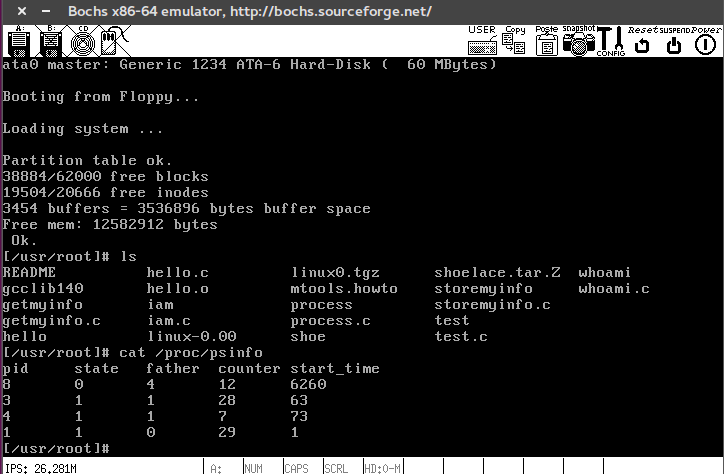 Bochs x86-64 emulator, http://bochs.sourceforge.net/
A: B: CD USER Copy Paste snapshot CONFIG Reset SUSPEND Power
ata0 master: Generic 1234 ATA-6 Hard-Disk (  60 MBytes)
Booting from Floppy...
Loading system ...
Partition table ok.
38884/62000 free blocks
19504/20666 free inodes
3454 buffers = 3536896 bytes buffer space
Free mem: 12582912 bytes
Ok.
[/usr/root]# ls
README hello.c linux0.tgz shoelace.tar.Z whoami
gcclib140 hello.o mtools.howto storemyinfo whoami.c
getmyinfo iam process storemyinfo.c
getmyinfo.c iam.c process.c test
hello linux-0.00 shoe test.c
[/usr/root]# cat /proc/psinfo
pid state father counter start_time
8 0 4 12 6260
3 1 1 28 63
4 1 1 7 73
1 1 0 29 1
[/usr/root]#
IPS: 26.281M A: NUM CAPS SCRL HD:0-M